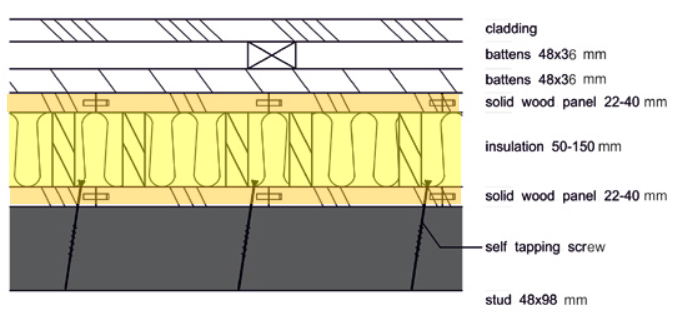 cladding
battens 48x36 mm
battens 48x36 mm
solid wood panel 22-40 mm
insulation 50-150 mm
solid wood panel 22-40 mm
self tapping screw
stud 48x98 mm